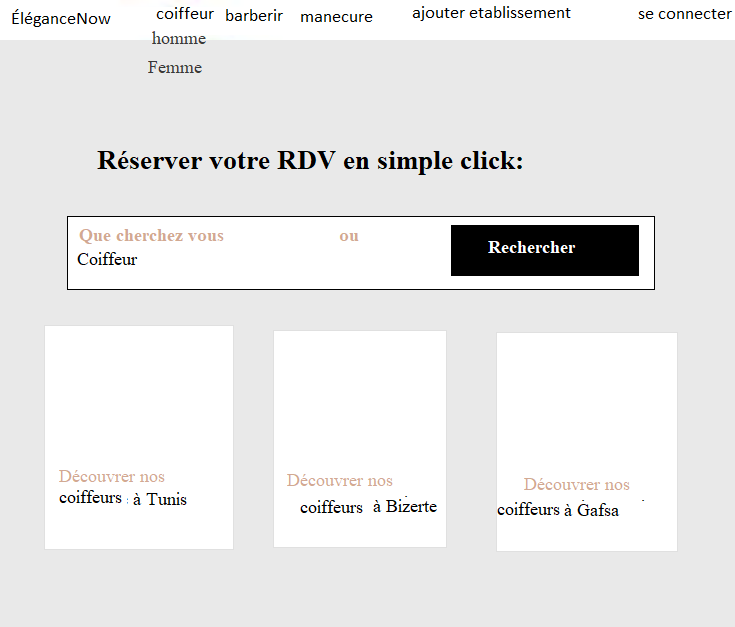 ÉléganceNow coiffeur barberir manecure ajouter etablissement se connecter
homme
Femme
Réserver votre RDV en simple click:
Que cherchez vous ou
Coiffeur
Rechercher
Découvrer nos
coiffeurs : à Tunis
Découvrer nos
coiffeurs à Bizerte
Découvrer nos
coiffeurs à Gafsa